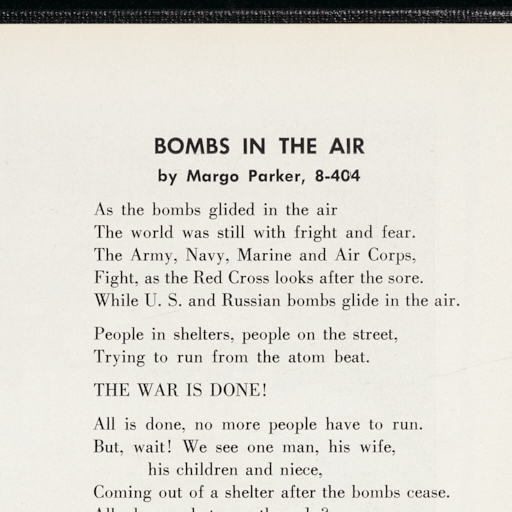 BOMBS IN THE AIR
by Margo Parker, 8-404
As the bombs glided in the air
The world was still with fright and fear.
The Army, Navy, Marine and Air Corps,
Fight, as the Red Cross looks after the sore.
While U. S. and Russian bombs glide in the air.
People in shelters, people on the street,
Trying to run from the atom beat.
THE WAR IS DONE!
All is done, no more people have to run.
But, wait! We see one man, his wife,
his children and niece,
Coming out of a shelter after the bombs cease.